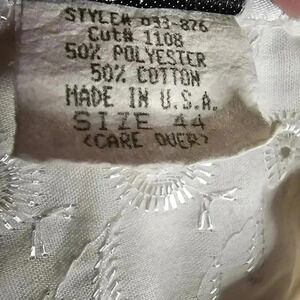 STYLE# 033-876
Cut# 1108
50% POLYESTER
50% COTTON
MADE IN U.S.A.
SIZE 44
<CARE OVER>